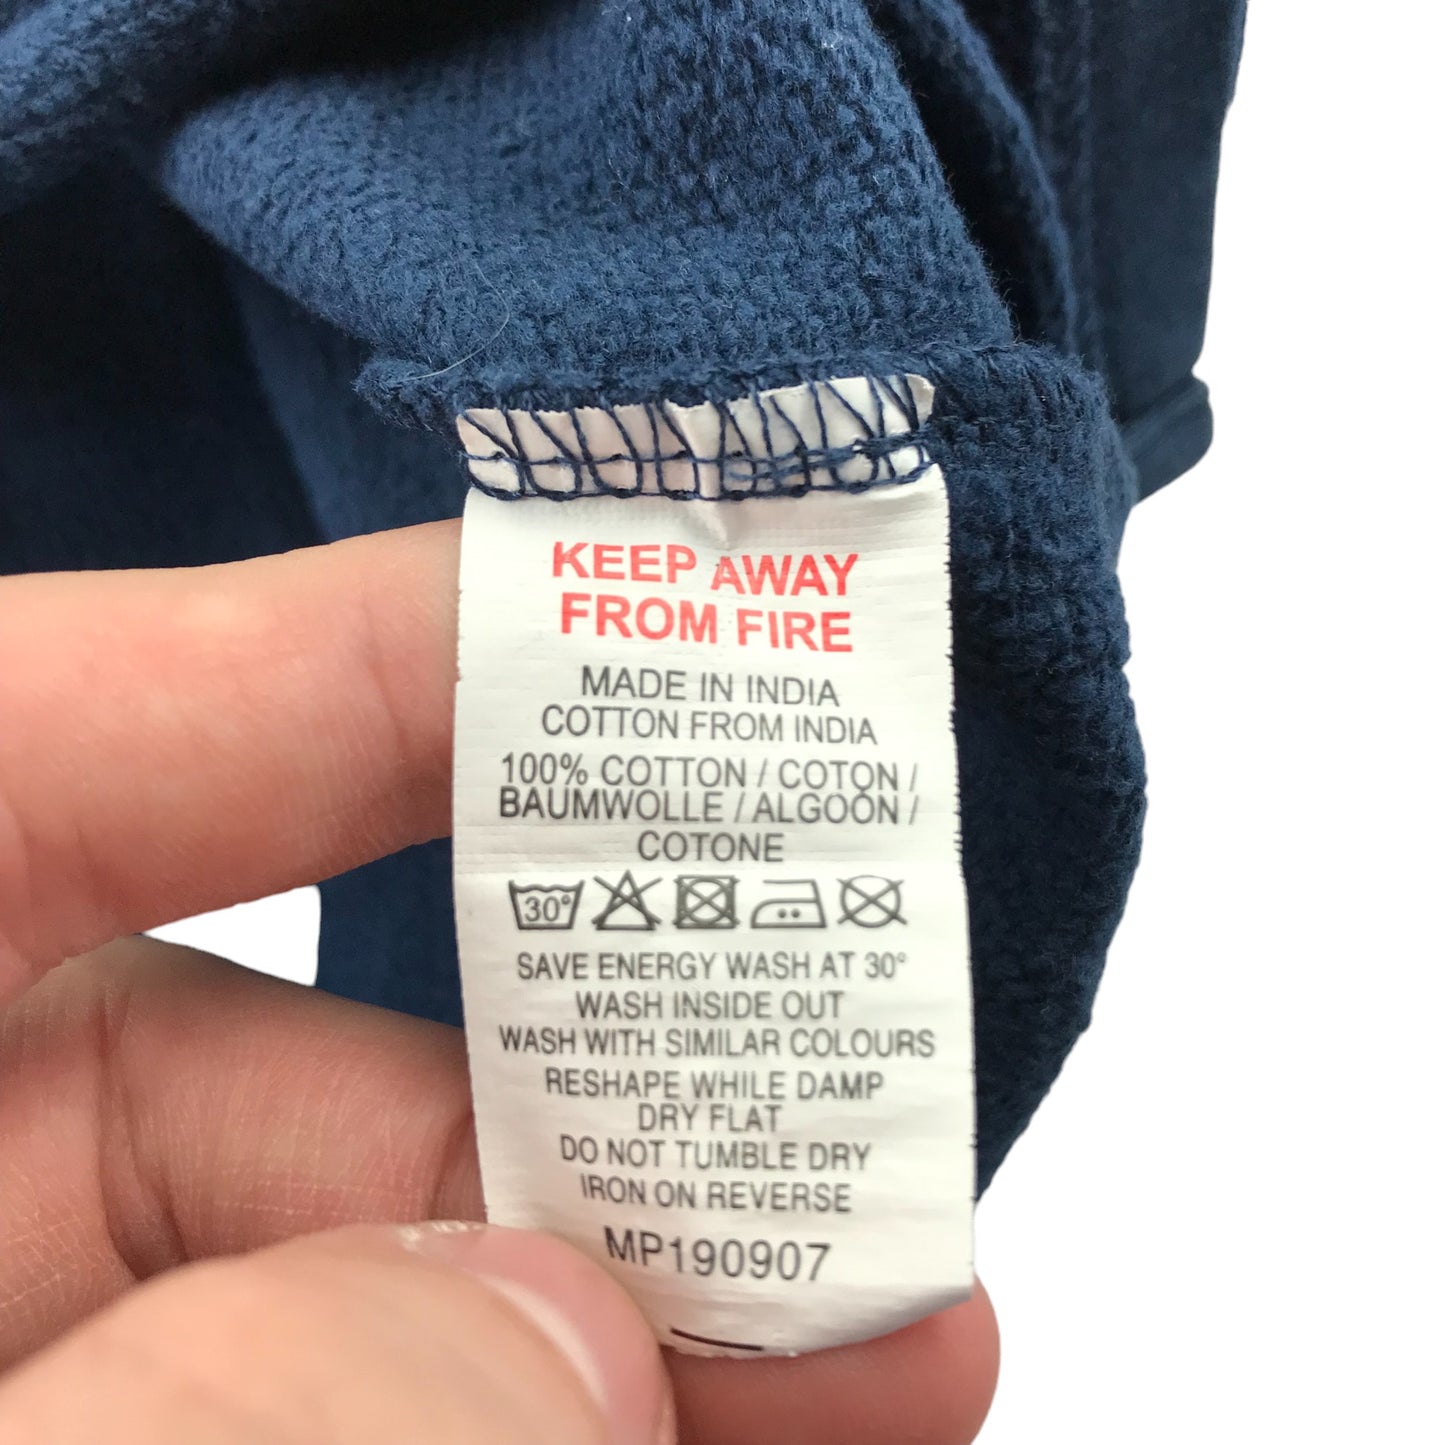 KEEP AWAY
FROM FIRE
MADE IN INDIA
COTTON FROM INDIA
100% COTTON / COTON /
BAUMWOLLE / ALGOON /
COTONE
30°
SAVE ENERGY WASH AT 30°
WASH INSIDE OUT
WASH WITH SIMILAR COLOURS
RESHAPE WHILE DAMP
DRY FLAT
DO NOT TUMBLE DRY
IRON ON REVERSE
MP190907